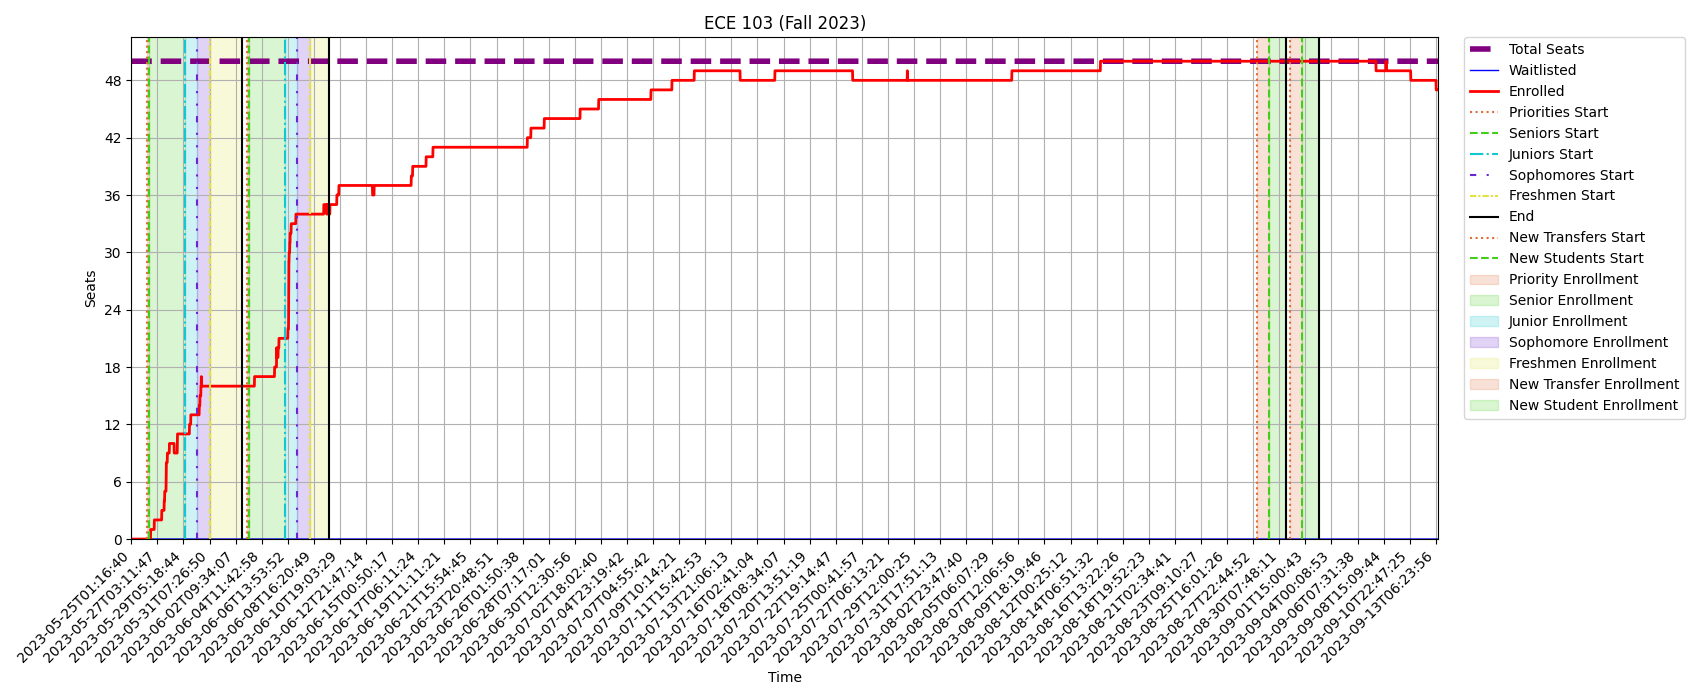 ECE 103 (Fall 2023)
Seats
48
42
36
30
24
18
12
6
0
2023-05-25T01:16:40
2023-05-27T03:11:47
2023-05-29T05:18:44
2023-05-31T07:26:50
2023-06-02T09:34:07
2023-06-04T11:42:58
2023-06-06T13:53:52
2023-06-08T16:20:49
2023-06-10T19:03:29
2023-06-12T21:47:14
2023-06-15T00:50:17
2023-06-17T06:11:24
2023-06-19T11:11:21
2023-06-21T15:54:45
2023-06-23T20:48:51
2023-06-26T01:50:38
2023-06-28T07:17:01
2023-06-30T12:30:56
2023-07-02T18:02:40
2023-07-04T23:19:42
2023-07-07T04:55:42
2023-07-09T10:14:21
2023-07-11T15:42:53
2023-07-13T21:06:13
2023-07-16T02:41:04
2023-07-18T08:34:07
2023-07-20T13:51:19
2023-07-22T19:14:47
2023-07-25T00:41:57
2023-07-27T06:13:21
2023-07-29T12:00:25
2023-07-31T17:51:13
2023-08-02T23:47:40
2023-08-05T06:07:29
2023-08-07T12:06:56
2023-08-09T18:19:46
2023-08-12T00:25:12
2023-08-14T06:51:32
2023-08-16T13:22:26
2023-08-18T19:52:23
2023-08-21T02:34:41
2023-08-23T09:10:27
2023-08-25T16:01:26
2023-08-27T22:44:52
2023-08-30T07:48:11
2023-09-01T15:00:43
2023-09-04T00:08:53
2023-09-06T07:31:38
2023-09-08T15:09:44
2023-09-10T22:47:25
2023-09-13T06:23:56
Time
Total Seats
Waitlisted
Enrolled
Priorities Start
Seniors Start
Juniors Start
Sophomores Start
Freshmen Start
End
New Transfers Start
New Students Start
Priority Enrollment
Senior Enrollment
Junior Enrollment
Sophomore Enrollment
Freshmen Enrollment
New Transfer Enrollment
New Student Enrollment